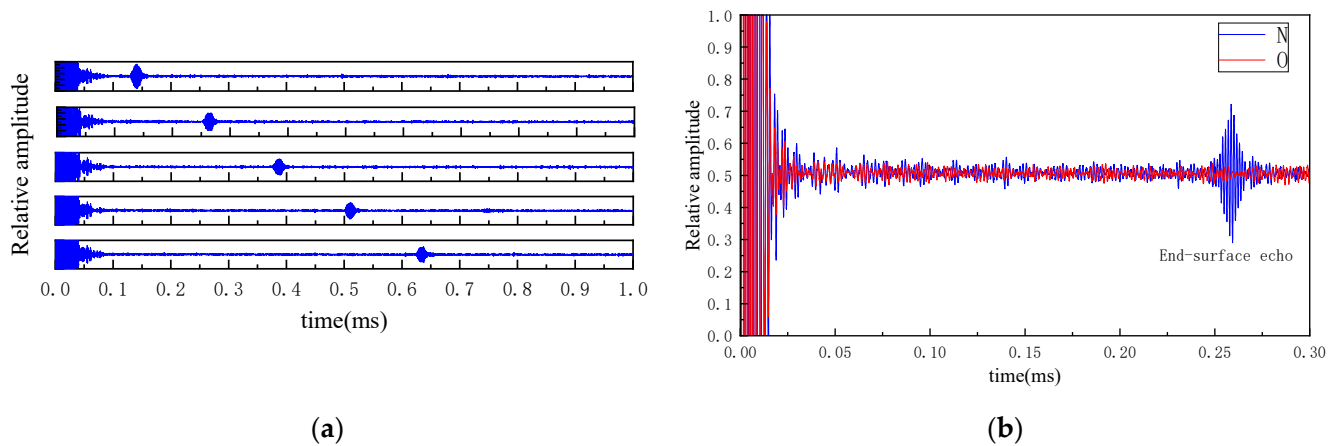 Relative amplitude
0.0 0.1 0.2 0.3 0.4 0.5 0.6 0.7 0.8 0.9 1.0
time(ms)
(a)
Relative amplitude
1.0
0.9
0.8
0.7
0.6
0.5
0.4
0.3
0.2
0.1
0.0
N
O
End-surface echo
0.00 0.05 0.10 0.15 0.20 0.25 0.30
time(ms)
(b)